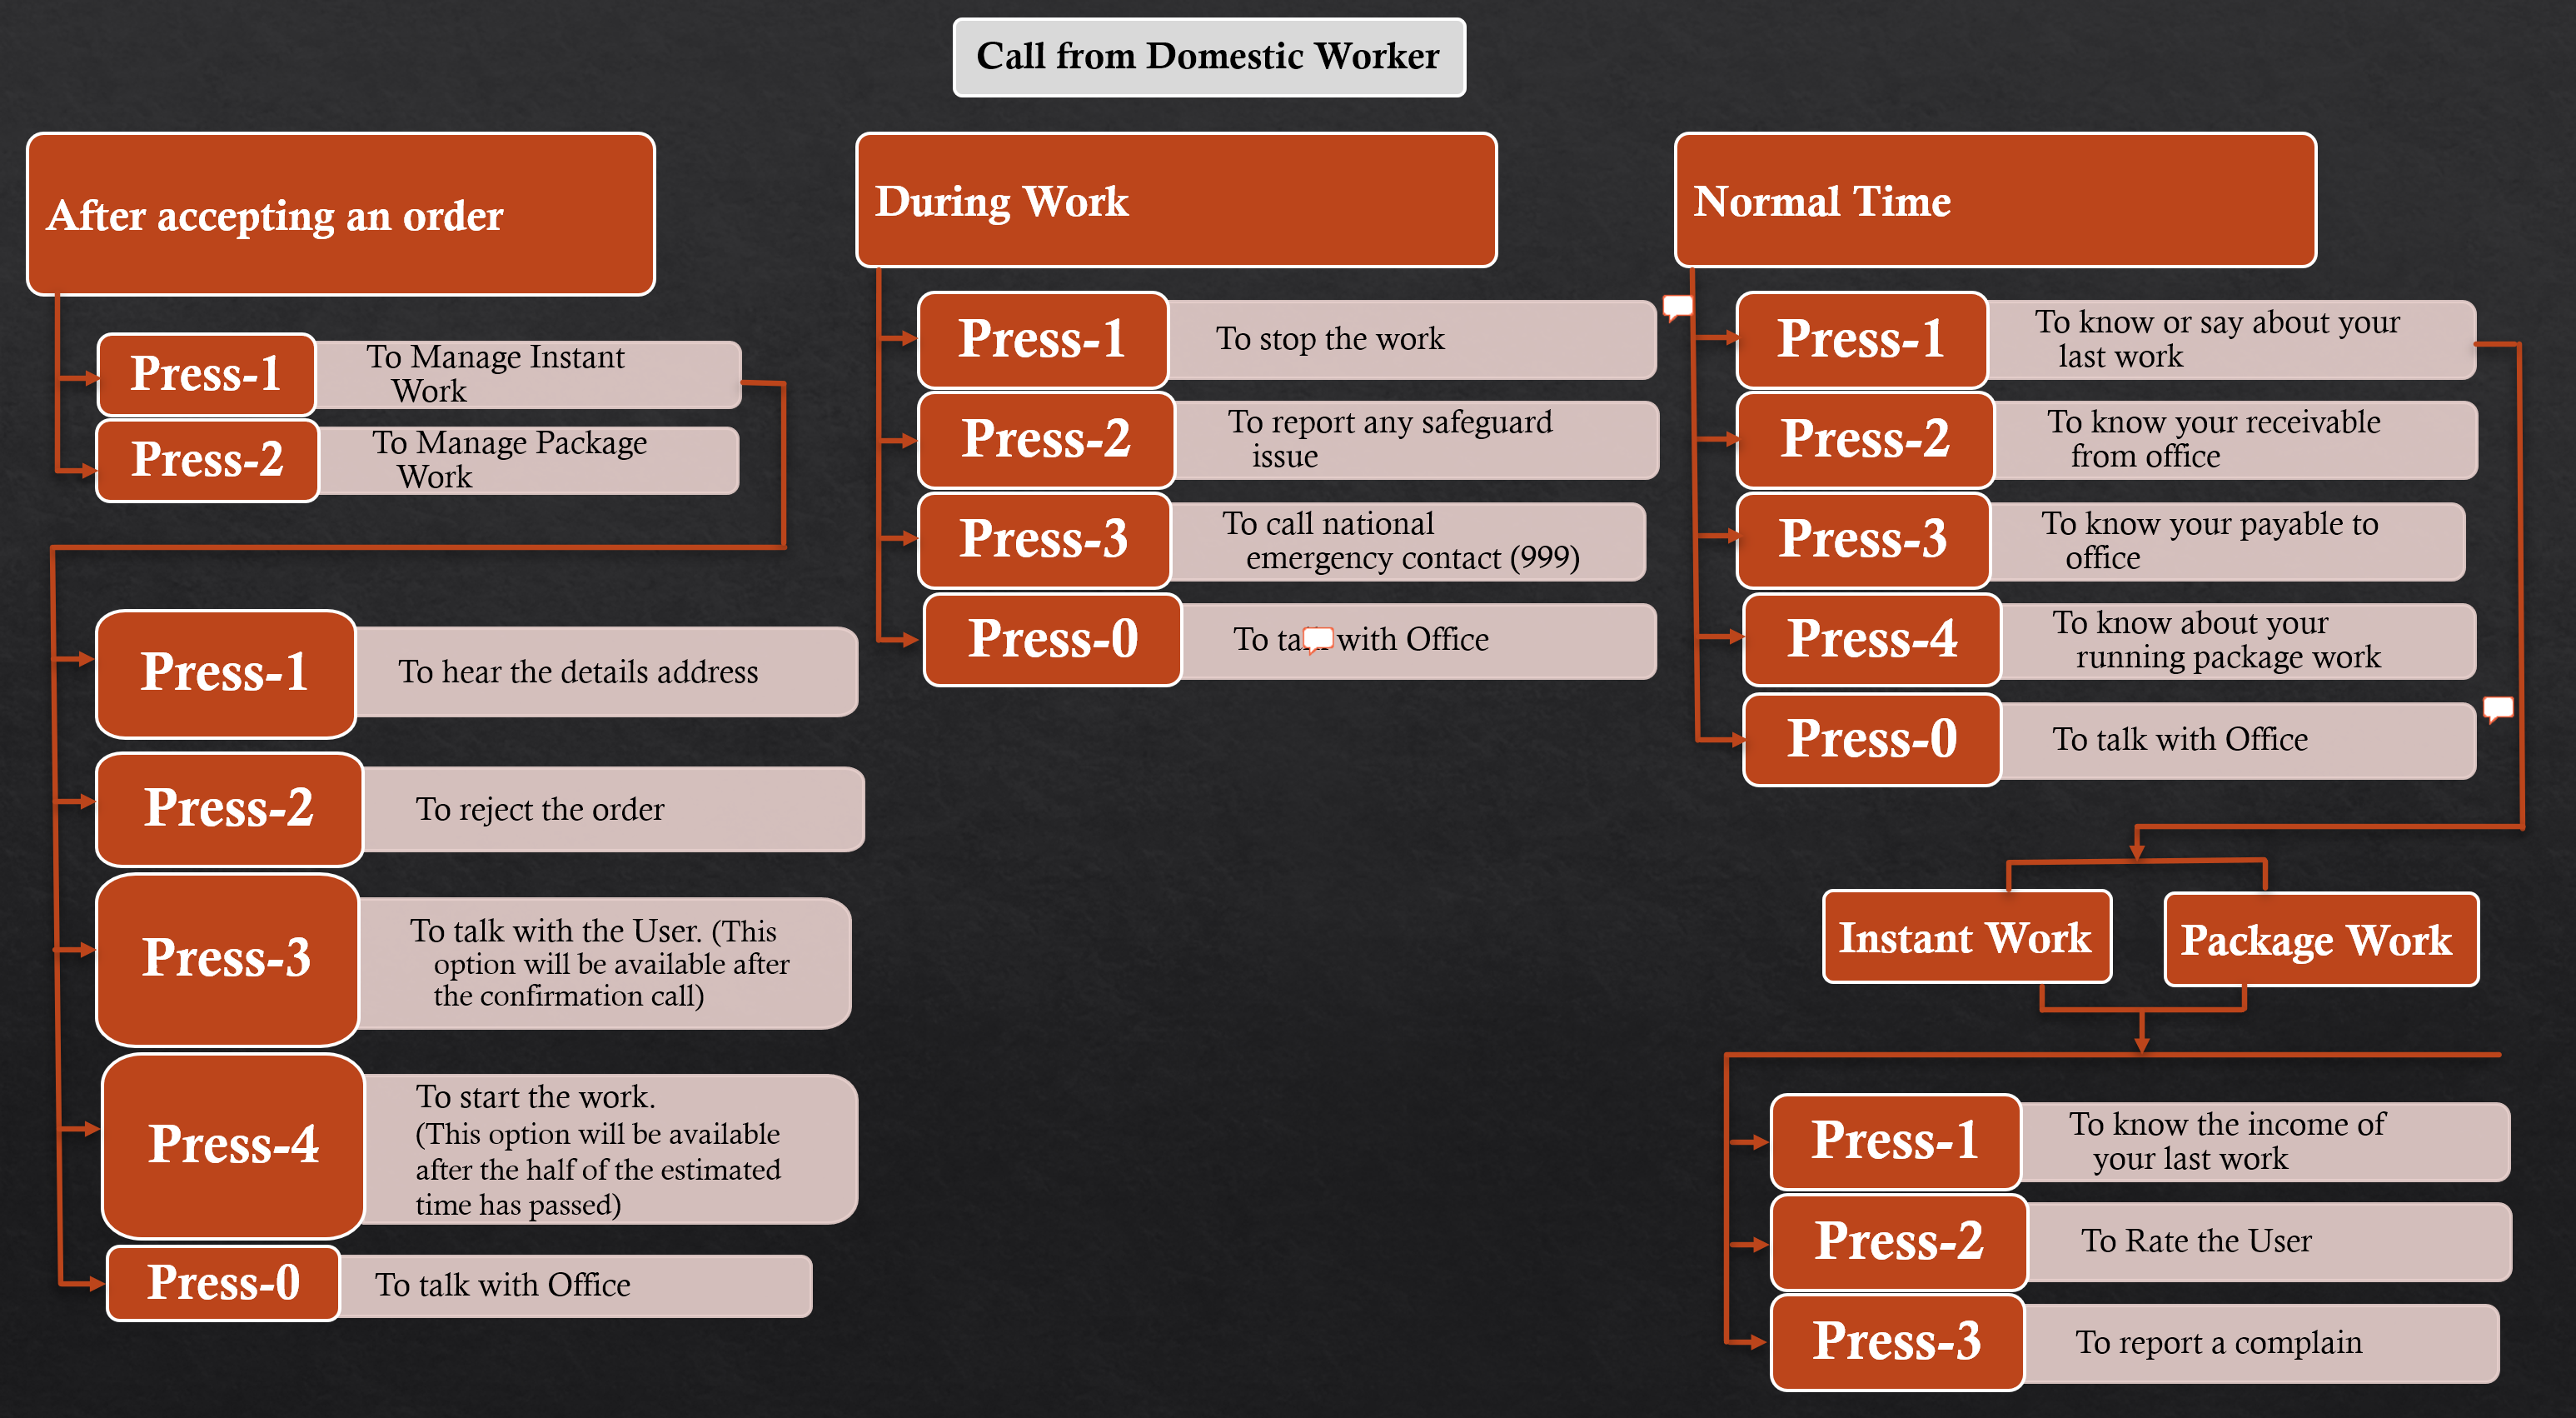 Call from Domestic Worker
After accepting an order
Press-1
To Manage Instant
Work
Press-2
To Manage Package
Work
Press-1
To hear the details address
Press-2
To reject the order
Press-3
To talk with the User. (This
option will be available after
the confirmation call)
Press-4
To start the work.
(This option will be available
after the half of the estimated
time has passed)
Press-0
To talk with Office
During Work
Press-1
To stop the work
Press-2
To report any safeguard
issue
Press-3
To call national
emergency contact (999)
Press-0
To talk with Office
Normal Time
Press-1
To know or say about your
last work
Press-2
To know your receivable
from office
Press-3
To know your payable to
office
Press-4
To know about your
running package work
Press-0
To talk with Office
Instant Work
Package Work
Press-1
To know the income of
your last work
Press-2
To Rate the User
Press-3
To report a complain